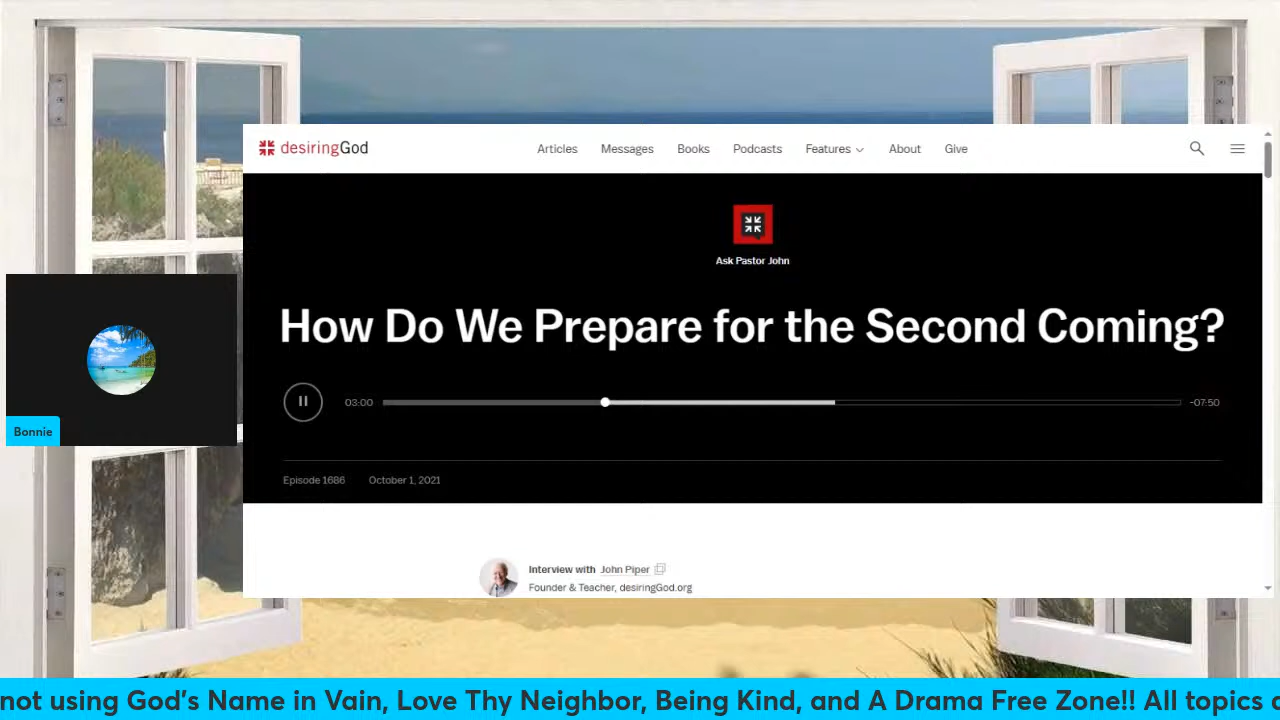 desiringGod
Articles Messages Books Podcasts Features About Give
Ask Pastor John
How Do We Prepare for the Second Coming?
03:00 -07:50
Episode 1686 October 1, 2021
Interview with John Piper
Founder & Teacher, desiringGod.org
Bonnie
not using God's Name in Vain, Love Thy Neighbor, Being Kind, and A Drama Free Zone!! All topics